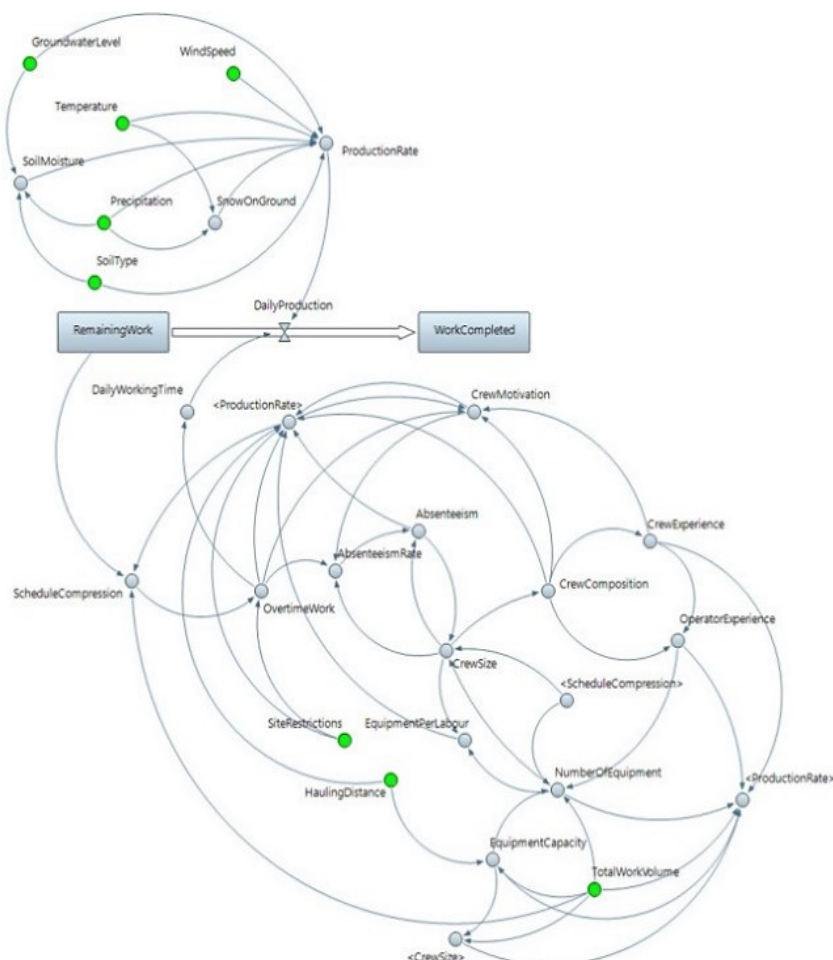 GroundwaterLevel
WindSpeed
Temperature
ProductionRate
SoilMoisture
Precipitation
SnowOnGround
SoilType
DailyProduction
RemainingWork
WorkCompleted
DailyWorkingTime
<ProductionRate>
CrewMotivation
Absenteeism
CrewExperience
AbsenteeismRate
ScheduleCompression
CrewComposition
OvertimeWork
OperatorExperience
CrewSize
<ScheduleCompression>
SiteRestrictions
EquipmentPerLabour
NumberOfEquipment
<ProductionRate>
HaulingDistance
EquipmentCapacity
TotalWorkVolume
<CrewSize>